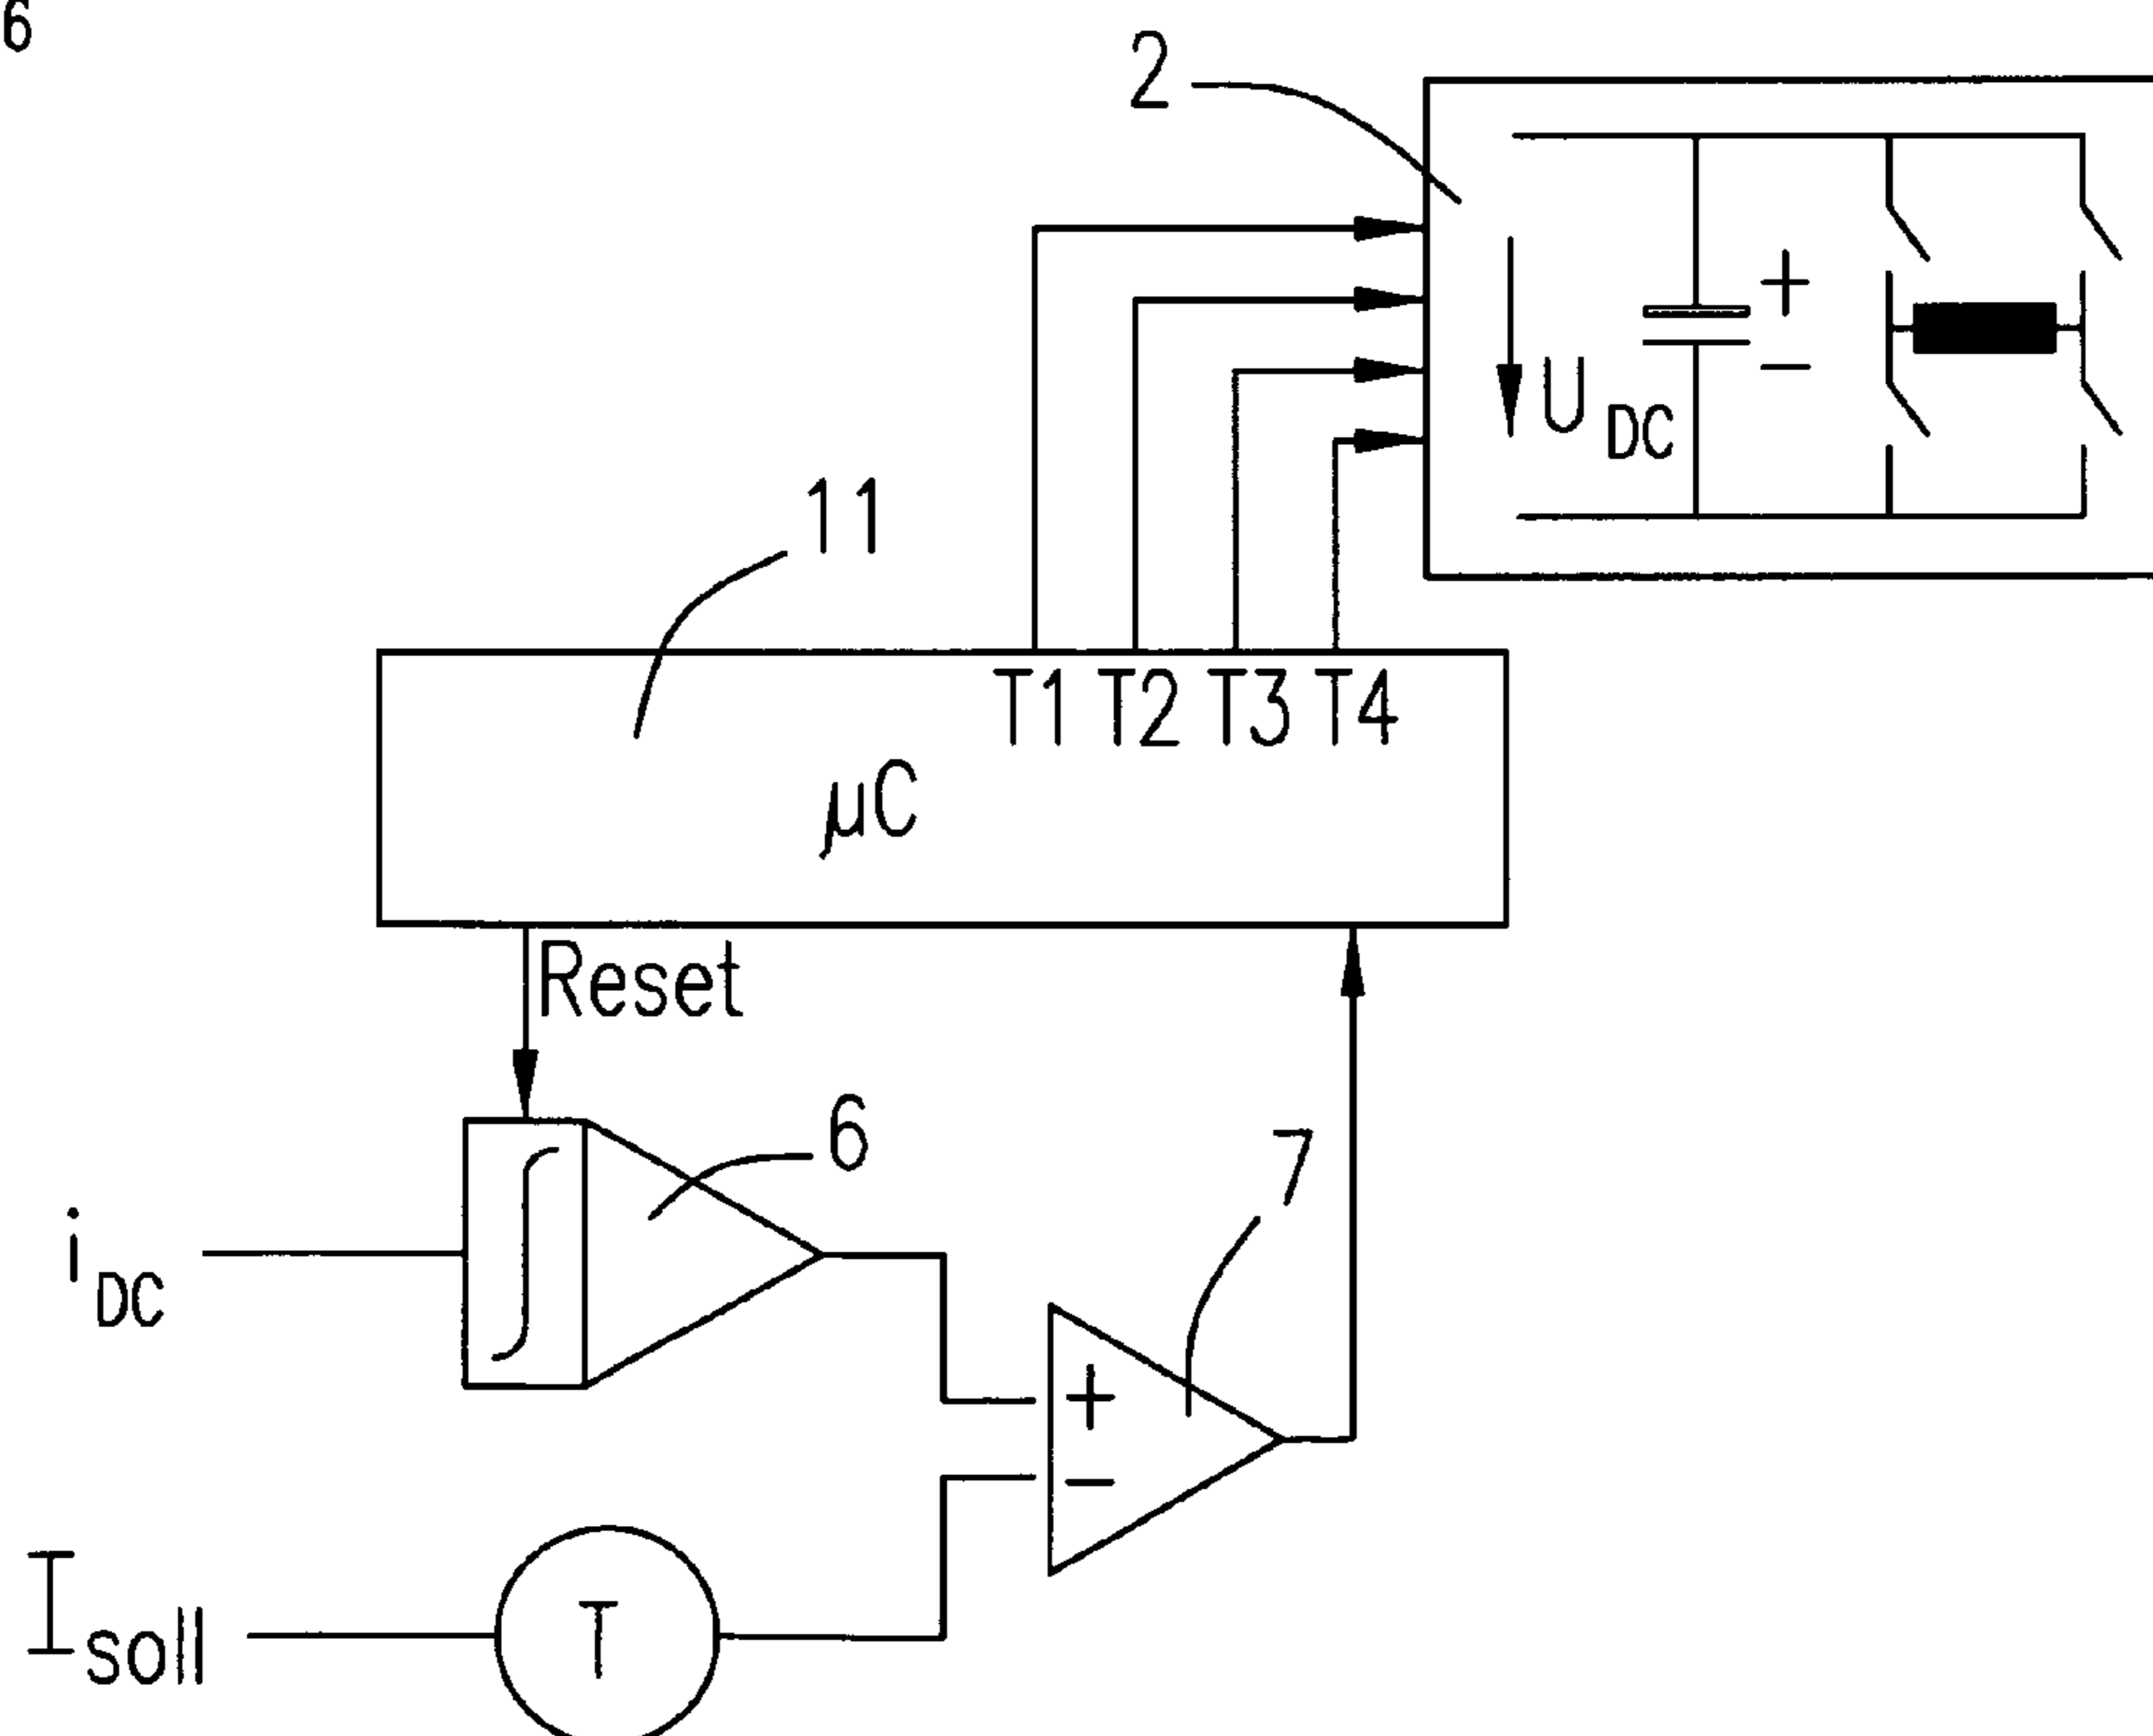 6
2
+
−
U DC
11
T1 T2 T3 T4
µC
Reset
6
7
i DC
+
−
I soll
T